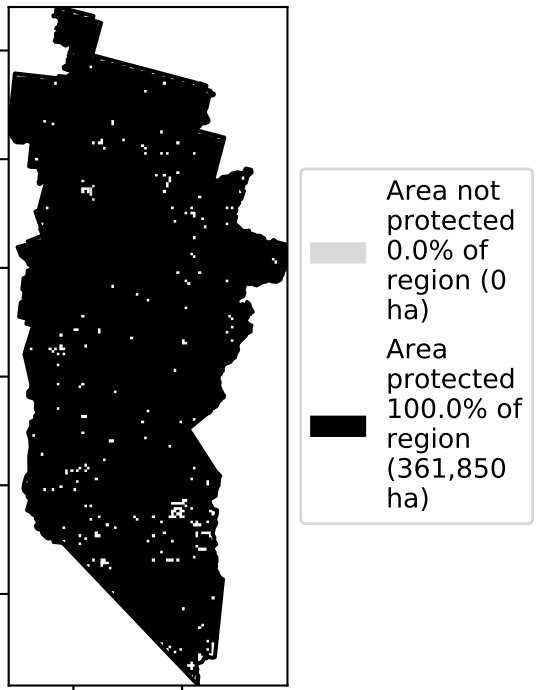 Area not
protected
0.0% of
region (0
ha)
Area
protected
100.0% of
region
(361,850
ha)